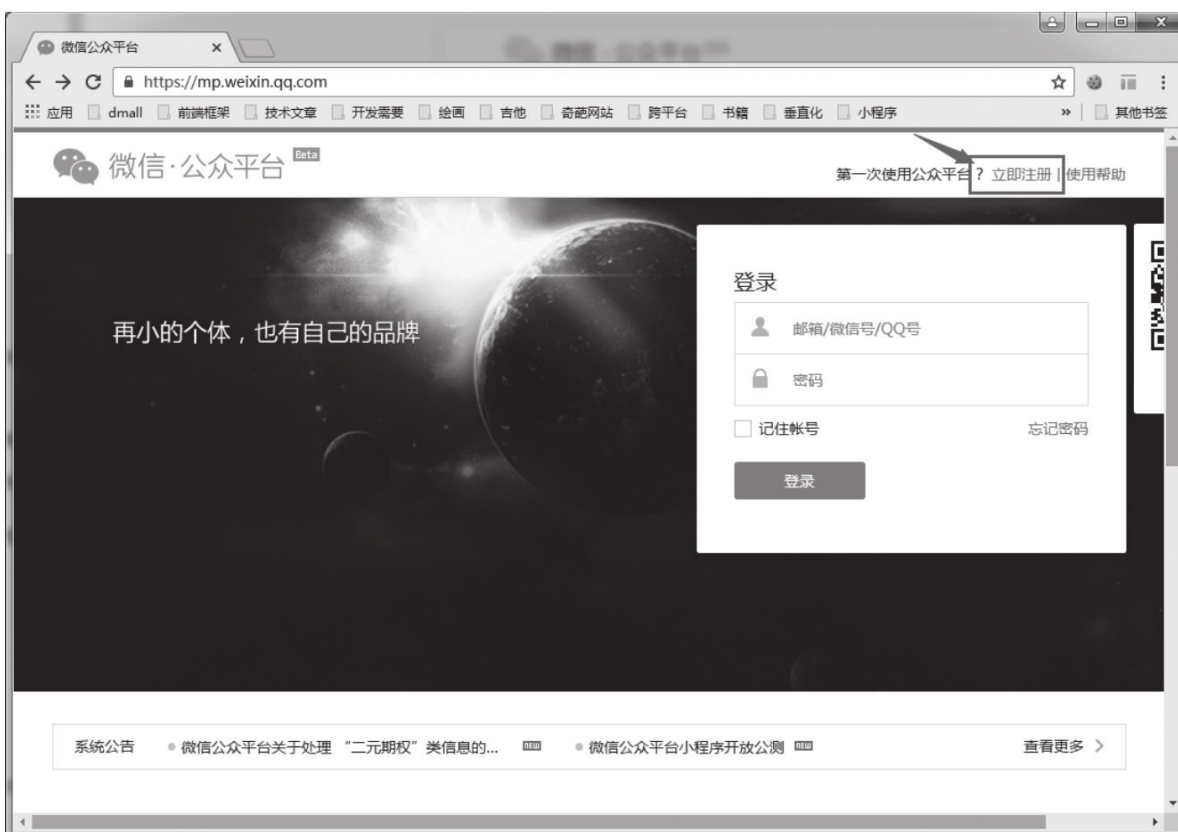 微信公众平台
https://mp.weixin.qq.com
应用 dmall 前端框架 技术文章 开发需要 绘画 吉他 奇葩网站 跨平台 书籍 垂直化 小程序 » 其他书签
微信·公众平台 Beta
第一次使用公众平台？立即注册 | 使用帮助
再小的个体，也有自己的品牌
登录
邮箱/微信号/QQ号
密码
记住帐号 忘记密码
登录
系统公告 微信公众平台关于处理 “二元期权”类信息的... NEW 微信公众平台小程序开放公测 NEW 查看更多